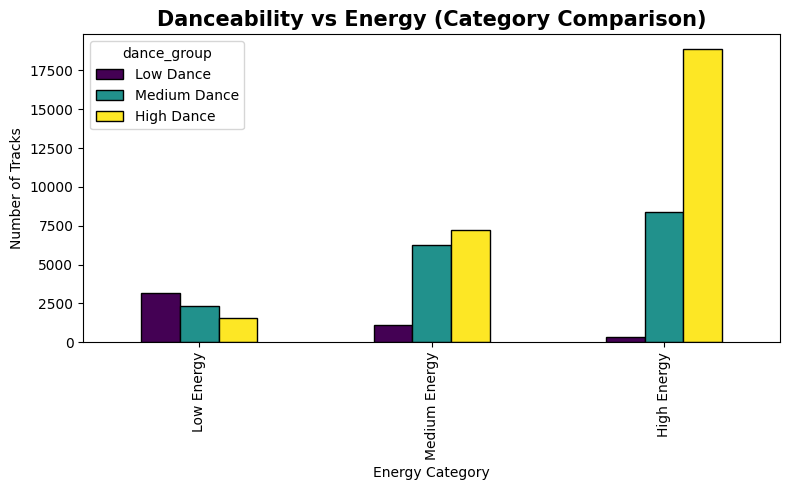 Danceability vs Energy (Category Comparison)
dance_group
Low Dance
Medium Dance
High Dance
Number of Tracks
17500
15000
12500
10000
7500
5000
2500
0
Low Energy
Medium Energy
High Energy
Energy Category